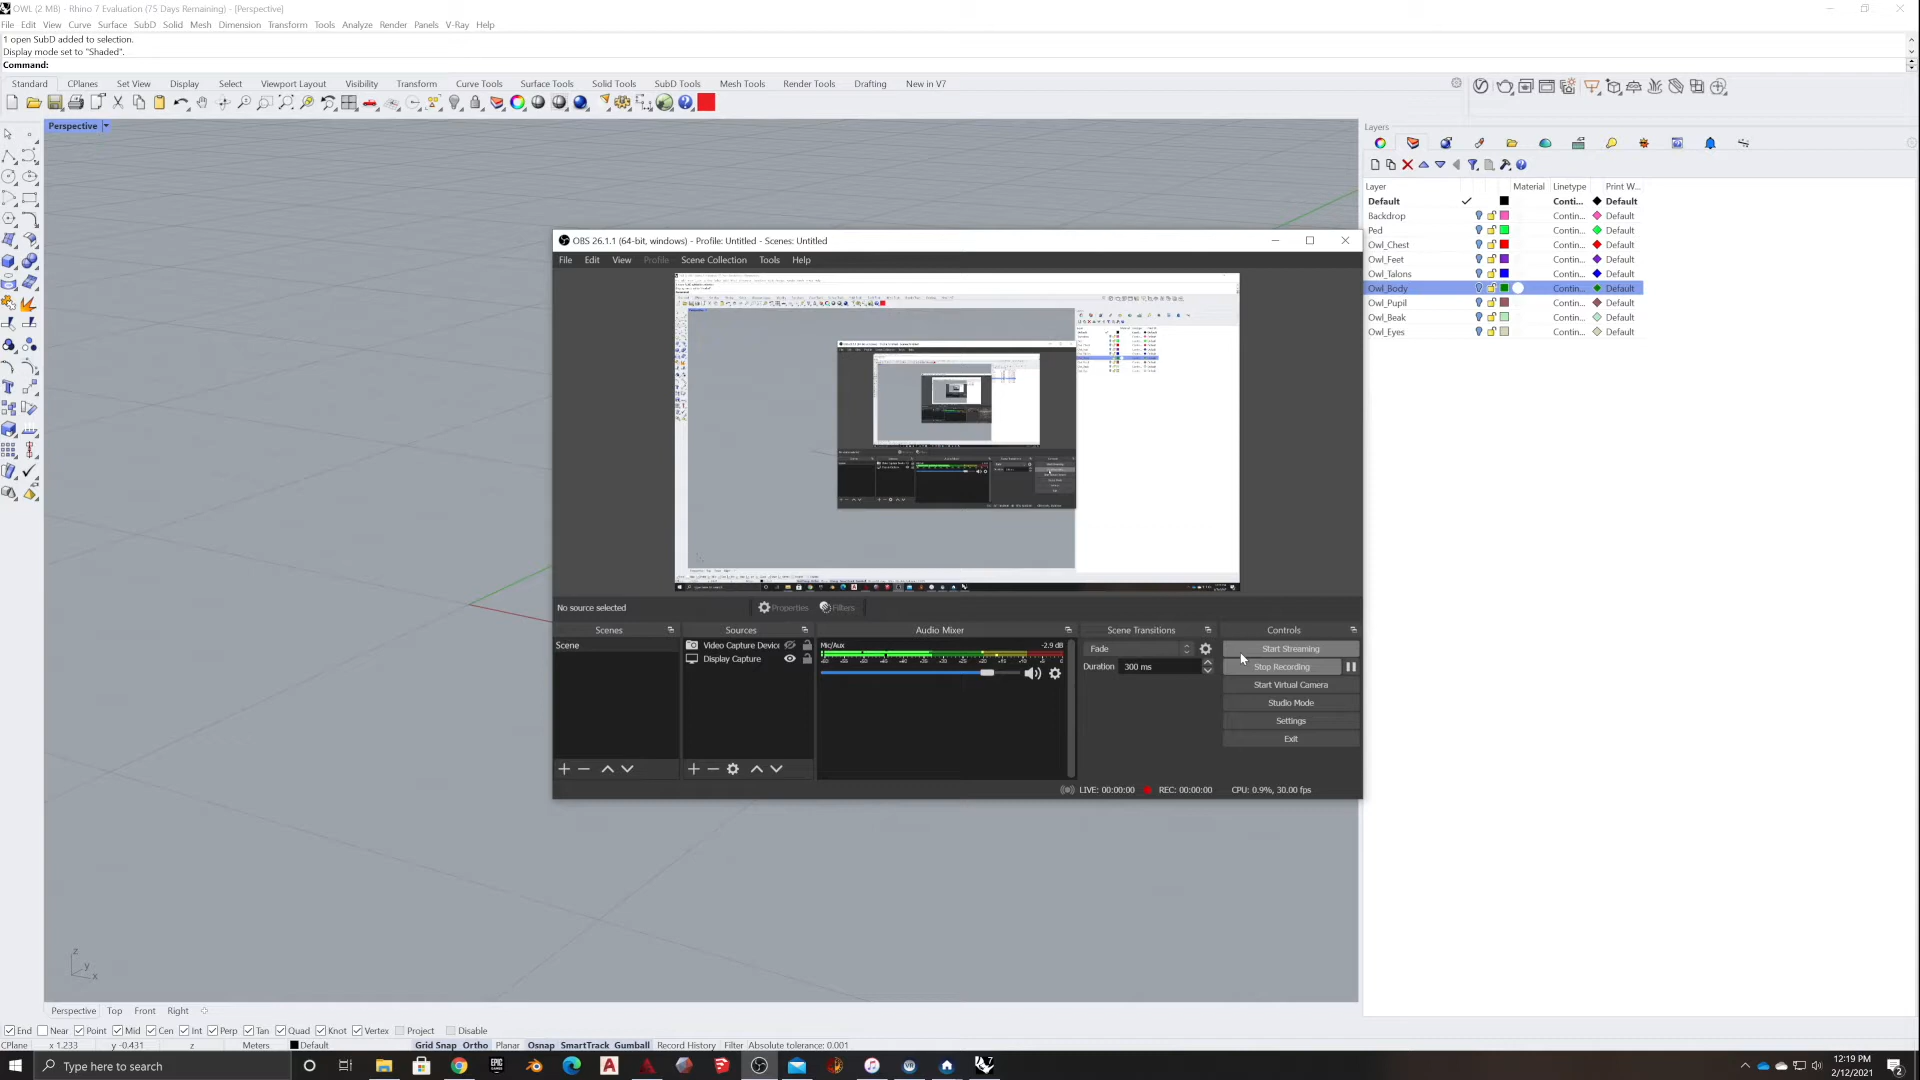 OWL (2 MB) - Rhino 7 Evaluation (75 Days Remaining) - [Perspective]
File Edit View Curve Surface SubD Solid Mesh Dimension Transform Tools Analyze Render Panels V-Ray Help
1 open SubD added to selection.
Display mode set to "Shaded".
Command:
Standard CPlanes Set View Display Select Viewport Layout Visibility Transform Curve Tools Surface Tools Solid Tools SubD Tools Mesh Tools Render Tools Drafting New in V7
Perspective
Layers
Layer Material Linetype Print W...
Default Conti... Default
Backdrop Contin... Default
Ped Contin... Default
Owl_Chest Contin... Default
Owl_Feet Contin... Default
Owl_Talons Contin... Default
Owl_Body Contin... Default
Owl_Pupil Contin... Default
Owl_Beak Contin... Default
Owl_Eyes Contin... Default
OBS 26.1.1 (64-bit, windows) - Profile: Untitled - Scenes: Untitled
File Edit View Profile Scene Collection Tools Help
No source selected Properties Filters
Scenes Sources Audio Mixer Scene Transitions Controls
Scene
Video Capture Device
Display Capture
Mic/Aux -2.9 dB
Fade
Duration 300 ms
Start Streaming
Stop Recording
Start Virtual Camera
Studio Mode
Settings
Exit
LIVE: 00:00:00 REC: 00:00:00 CPU: 0.9%, 30.00 fps
z
y
x
Perspective Top Front Right
End Near Point Mid Cen Int Perp Tan Quad Knot Vertex Project Disable
CPlane x 1.233 y -0.431 z Meters Default Grid Snap Ortho Planar Osnap SmartTrack Gumball Record History Filter Absolute tolerance: 0.001
Type here to search
12:19 PM
2/12/2021
2